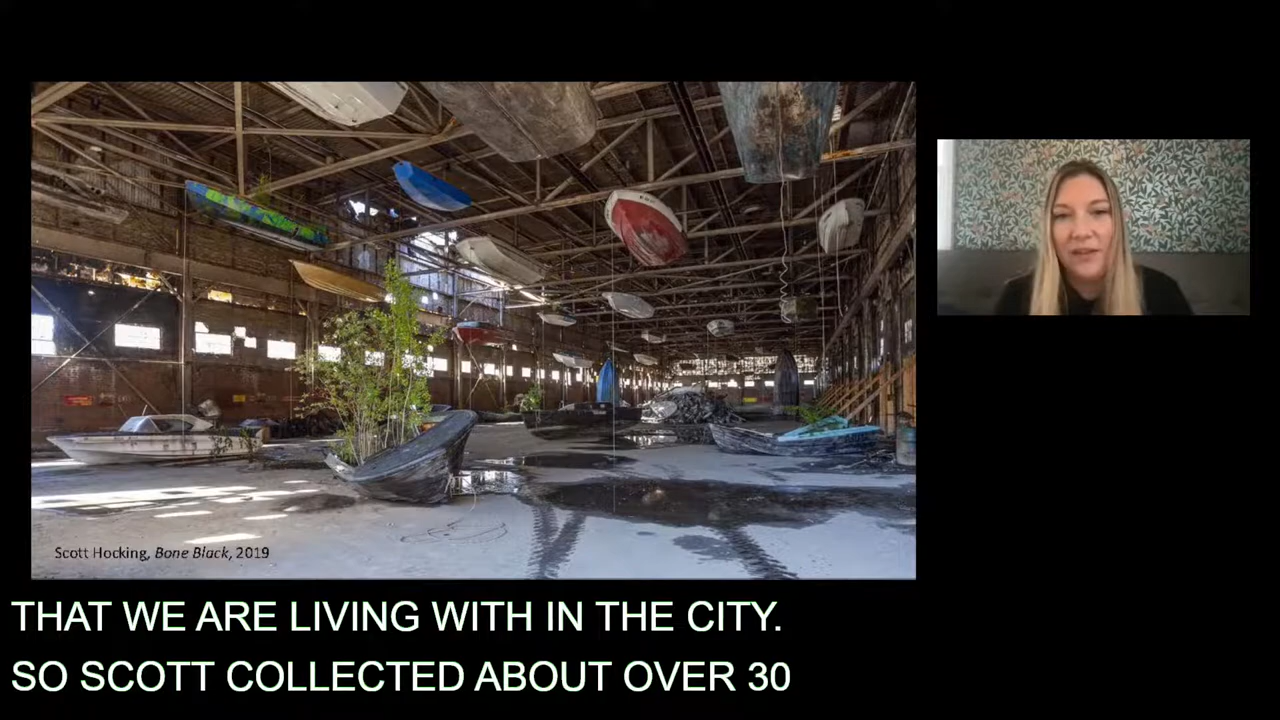 Scott Hocking, Bone Black, 2019
THAT WE ARE LIVING WITH IN THE CITY.
SO SCOTT COLLECTED ABOUT OVER 30